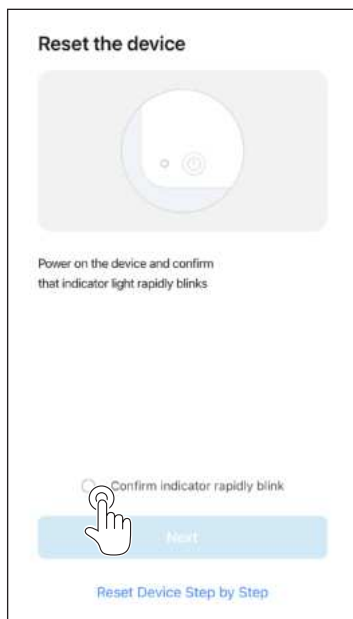 Reset the device
Power on the device and confirm
that indicator light rapidly blinks
Confirm indicator rapidly blink
Next
Reset Device Step by Step